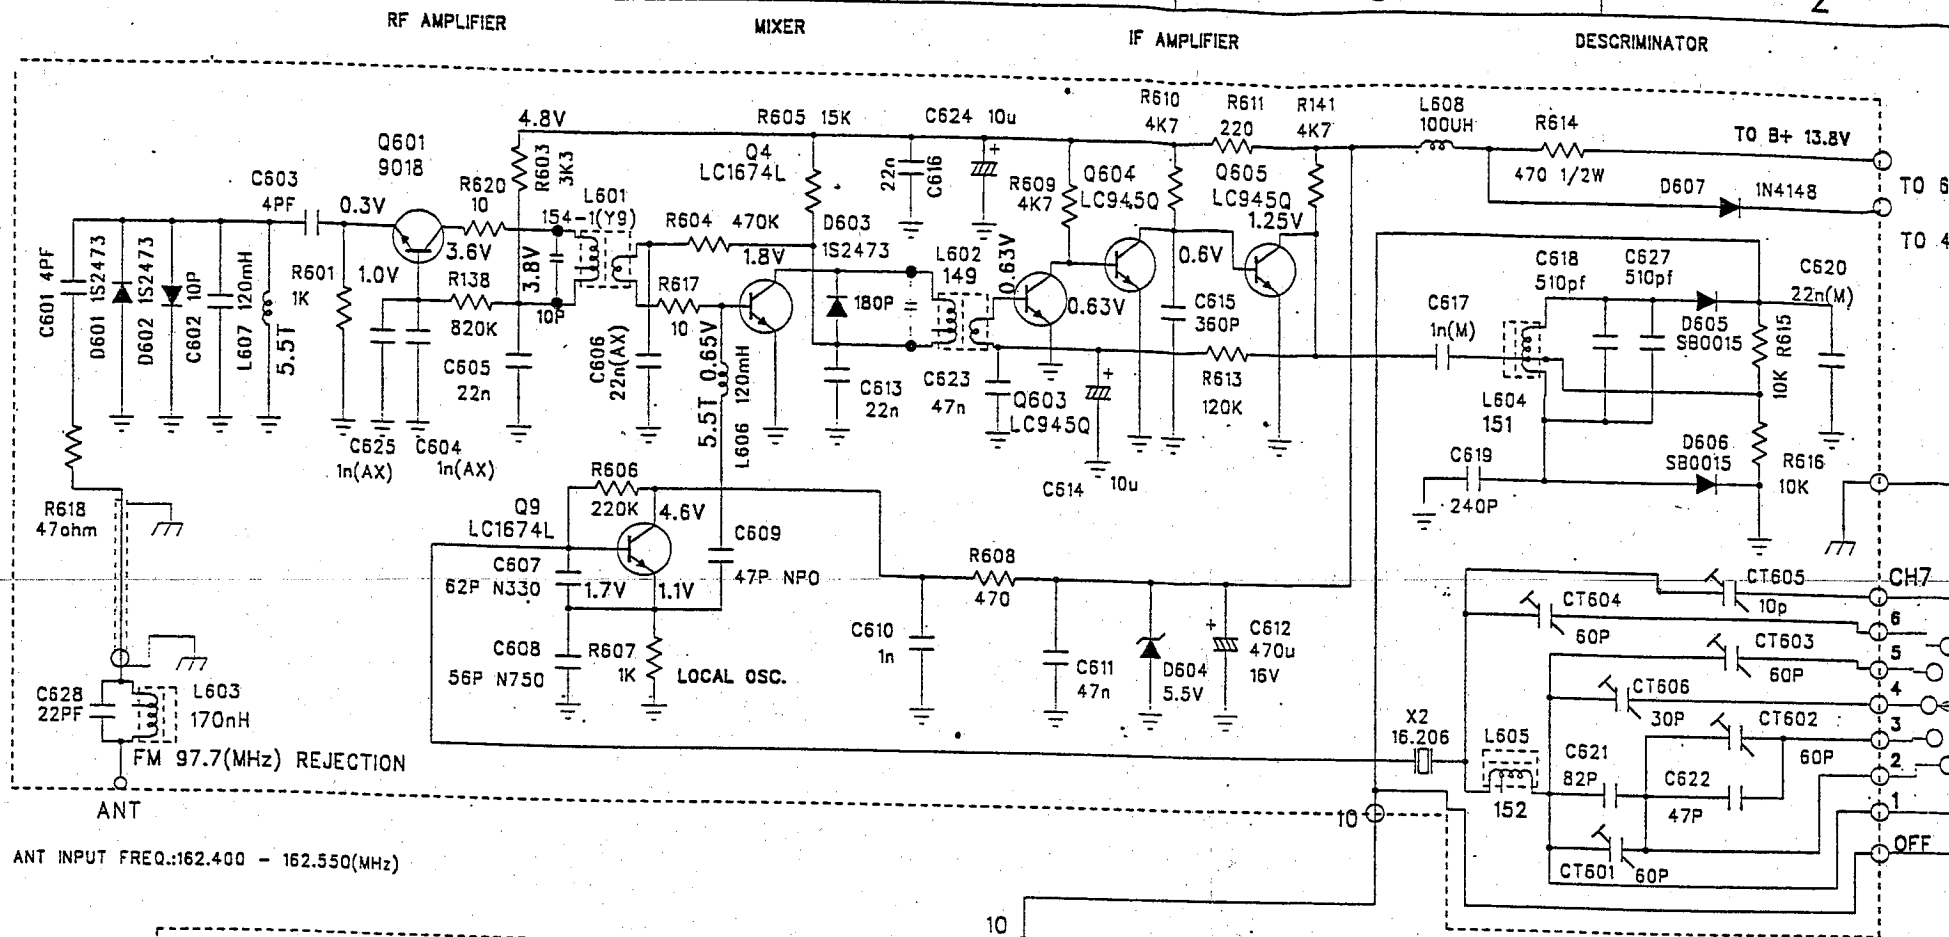 2
RF AMPLIFIER
MIXER
IF AMPLIFIER
DESCRIMINATOR
4.8V
R605 15K
C624 10u
R610
4K7
R611
220
R141
4K7
L608
100UH
R614
TO B+ 13.8V
470 1/2W
Q601
9018
R603
3K3
Q4
LC1674L
22n
C616
Q604
LC945Q
Q605
LC945Q
1.25V
D607
1N4148
TO 6
TO 4
C603
4PF
0.3V
R620
10
L601
154-1(Y9)
R604
470K
D603
1S2473
R609
4K7
3.6V
1.8V
L602
149
0.63V
0.6V
C618
510pf
C627
510pf
C620
22n(M)
C601 4PF
D601 1S2473
D602 1S2473
C602 10P
L607 120mH
5.5T
R601
1K
1.0V
R138
820K
3.8V
10P
R617
10
180P
0.63V
C615
360P
C617
1n(M)
D605
SB0015
R615
10K
C605
22n
C606
22n(AX)
0.65V
5.5T
L606 120mH
C613
22n
C623
47n
Q603
LC945Q
R613
120K
L604
151
C625
1n(AX)
C604
1n(AX)
C614
10u
C619
240P
D606
SB0015
R616
10K
R618
47ohm
Q9
LC1674L
R606
220K
4.6V
C609
47P NPO
C607
62P N330
1.7V
1.1V
R608
470
CT605
10p
CH7
CT604
60P
6
CT603
60P
5
C608
56P N750
R607
1K
LOCAL OSC.
C610
1n
C611
47n
D604
5.5V
C612
470u
16V
CT606
30P
4
C628
22PF
L603
170nH
X2
16.206
L605
152
CT602
60P
3
C621
82P
C622
47P
2
FM 97.7(MHz) REJECTION
ANT
10
1
CT601
60P
OFF
ANT INPUT FREQ.:162.400 - 162.550(MHz)
10